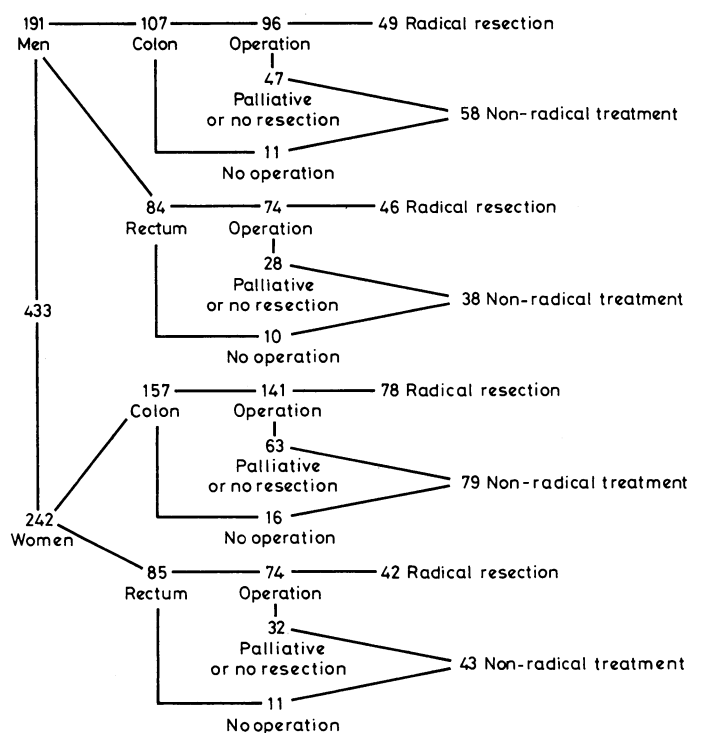 191 107 96 49 Radical resection
Men Colon Operation
47
Palliative
or no resection
58 Non-radical treatment
11
No operation
84 74 46 Radical resection
Rectum Operation
28
Palliative
or no resection
38 Non-radical treatment
433
10
No operation
157 141 78 Radical resection
Colon Operation
63
Palliative
or no resection
79 Non-radical treatment
242 16
Women No operation
85 74 42 Radical resection
Rectum Operation
32
Palliative
or no resection
43 Non-radical treatment
11
No operation